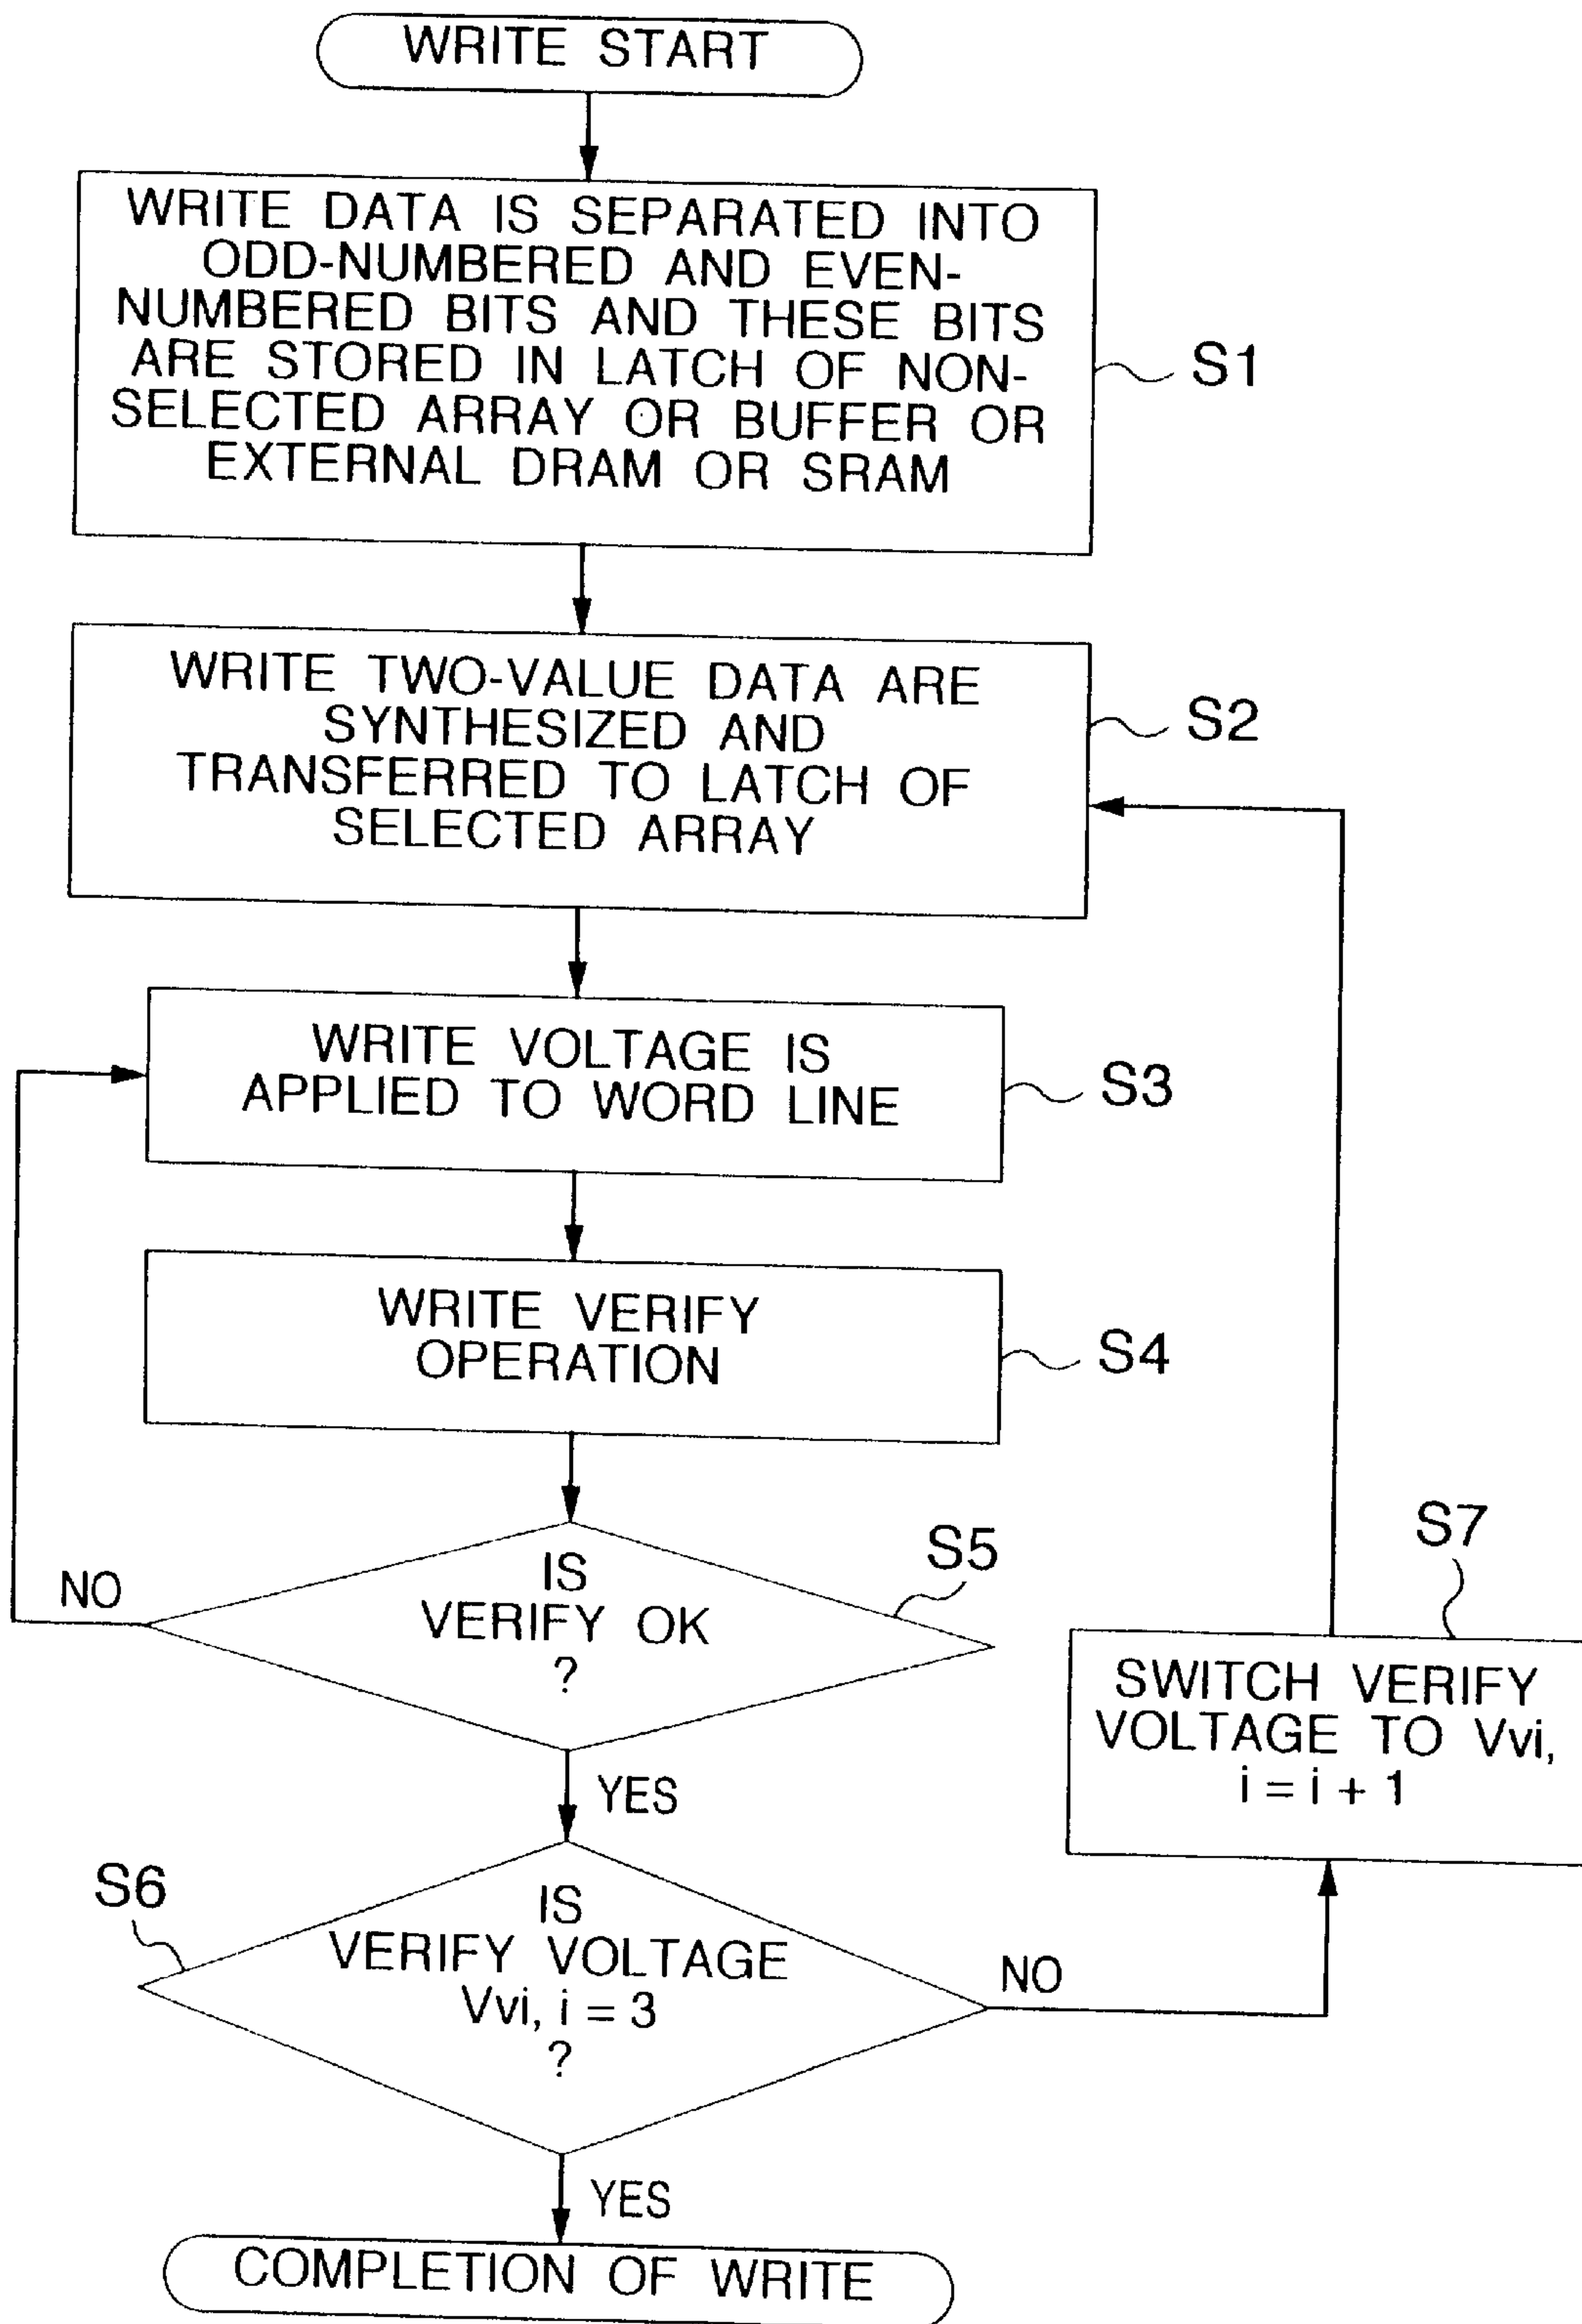 WRITE START
WRITE DATA IS SEPARATED INTO
ODD-NUMBERED AND EVEN-
NUMBERED BITS AND THESE BITS
ARE STORED IN LATCH OF NON-
SELECTED ARRAY OR BUFFER OR
EXTERNAL DRAM OR SRAM
S1
WRITE TWO-VALUE DATA ARE
SYNTHESIZED AND
TRANSFERRED TO LATCH OF
SELECTED ARRAY
S2
WRITE VOLTAGE IS
APPLIED TO WORD LINE
S3
WRITE VERIFY
OPERATION
S4
IS
VERIFY OK
?
S5
NO
YES
S7
SWITCH VERIFY
VOLTAGE TO Vvi,
i = i + 1
S6
IS
VERIFY VOLTAGE
Vvi, i = 3
?
NO
YES
COMPLETION OF WRITE